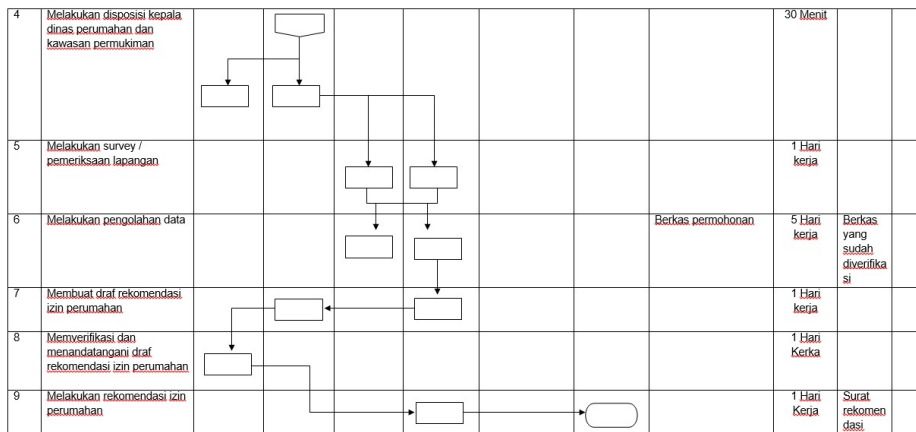 4 Melakukan disposisi kepala 30 Menit
dinas perumahan dan
kawasan permukiman
5 Melakukan survey / 1 Hari
pemeriksaan lapangan kerja
6 Melakukan pengolahan data Berkas permohonan 5 Hari Berkas
kerja yang
sudah
diverifika
si
7 Membuat draf rekomendasi 1 Hari
izin perumahan kerja
8 Memverifikasi dan 1 Hari
menandatangani draf Kerka
rekomendasi izin perumahan
9 Melakukan rekomendasi izin 1 Hari Surat
perumahan Kerja rekomen
dasi